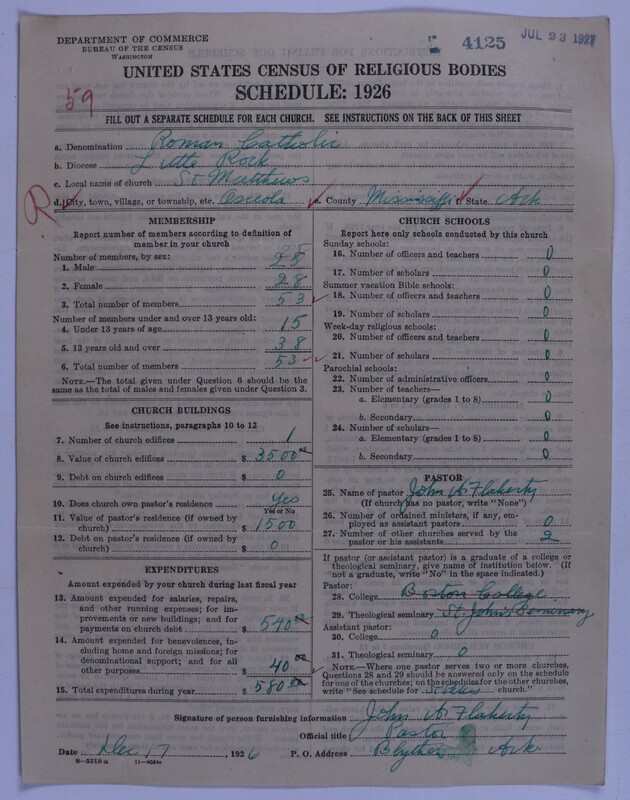 DEPARTMENT OF COMMERCE
BUREAU OF THE CENSUS
WASHINGTON
4125
JUL 23 1927
UNITED STATES CENSUS OF RELIGIOUS BODIES
SCHEDULE: 1926
59
FILL OUT A SEPARATE SCHEDULE FOR EACH CHURCH. SEE INSTRUCTIONS ON THE BACK OF THIS SHEET
a. Denomination Roman Catholic
b. Diocese Little Rock
c. Local name of church St Matthews
R
d. City, town, village, or township, etc. Osceola e. County Mississippi f. State Ark
MEMBERSHIP
Report number of members according to definition of member in your church
Number of members, by sex:
1. Male 25
2. Female 28
3. Total number of members 53
Number of members under and over 13 years old:
4. Under 13 years of age 15
5. 13 years old and over 38
6. Total number of members 53
NOTE.—The total given under Question 6 should be the same as the total of males and females given under Question 3.
CHURCH BUILDINGS
See instructions, paragraphs 10 to 12
7. Number of church edifices 1
8. Value of church edifices $ 3500
9. Debt on church edifices $ 0
10. Does church own pastor's residence Yes
Yes or No
11. Value of pastor's residence (if owned by church) $ 1500
12. Debt on pastor's residence (if owned by church) $ 0
EXPENDITURES
Amount expended by your church during last fiscal year
13. Amount expended for salaries, repairs, and other running expenses; for improvements or new buildings; and for payments on church debt $ 540 00
14. Amount expended for benevolences, including home and foreign missions; for denominational support; and for all other purposes $ 40 00
15. Total expenditures during year $ 580 00
CHURCH SCHOOLS
Report here only schools conducted by this church
Sunday schools:
16. Number of officers and teachers 0
17. Number of scholars 0
Summer vacation Bible schools:
18. Number of officers and teachers 0
19. Number of scholars 0
Week-day religious schools:
20. Number of officers and teachers 0
21. Number of scholars 0
Parochial schools:
22. Number of administrative officers 0
23. Number of teachers—
a. Elementary (grades 1 to 8) 0
b. Secondary 0
24. Number of scholars—
a. Elementary (grades 1 to 8) 0
b. Secondary 0
PASTOR
25. Name of pastor John A Flaherty
(If church has no pastor, write "None")
26. Number of ordained ministers, if any, employed as assistant pastors 0
27. Number of other churches served by the pastor or his assistants 2
If pastor (or assistant pastor) is a graduate of a college or theological seminary, give name of institution below. (If not a graduate, write "No" in the space indicated.)
Pastor:
28. College Boston College
29. Theological seminary St John's Seminary
Assistant pastor:
30. College 0
31. Theological seminary 0
NOTE.—Where one pastor serves two or more churches, Questions 28 and 29 should be answered only on the schedule for one of the churches; on the schedules for the other churches, write "See schedule for church."
Signature of person furnishing information John A Flaherty
Official title Pastor
Date Dec 17, 1926 P. O. Address Ark.
8-5318a 11-9084